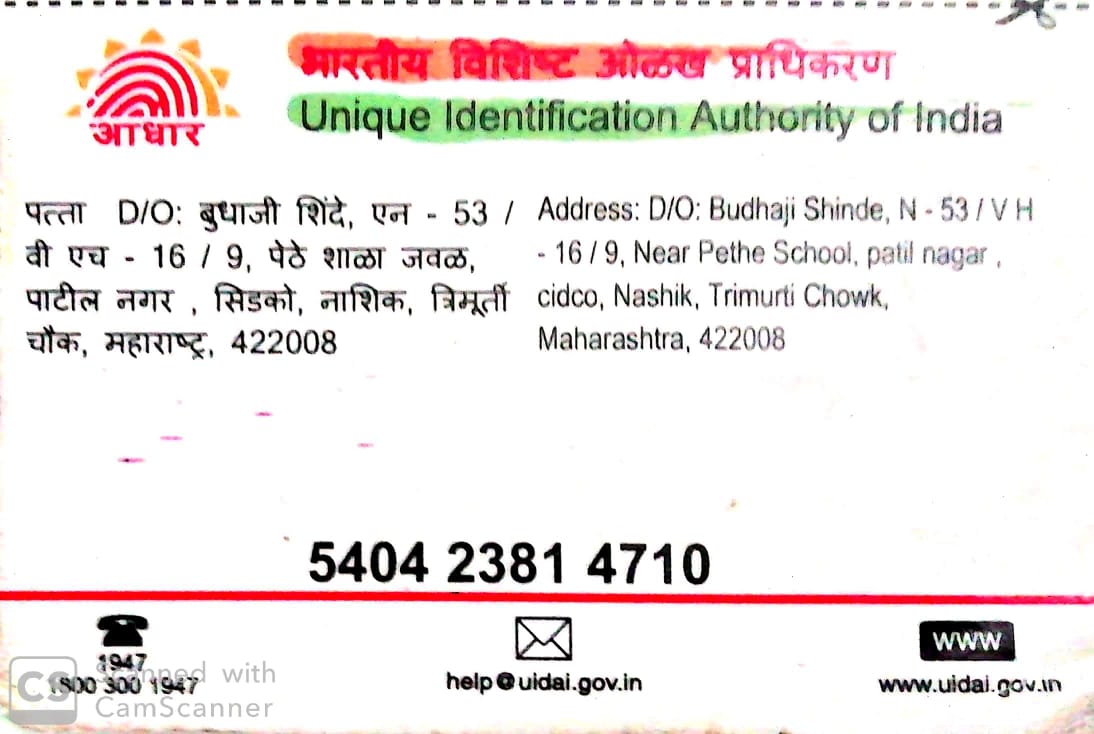 भारतीय विशिष्ट ओळख प्राधिकरण
Unique Identification Authority of India
आधार
पत्ता D/O: बुधाजी शिंदे, एन - 53 /
वी एच - 16 / 9, पेठे शाळा जवळ,
पाटील नगर , सिडको, नाशिक, त्रिमूर्ती
चौक, महाराष्ट्र, 422008
Address: D/O: Budhaji Shinde, N - 53 / V H
- 16 / 9, Near Pethe School, patil nagar ,
cidco, Nashik, Trimurti Chowk,
Maharashtra, 422008
5404 2381 4710
1947
1800 300 1947
help@uidai.gov.in
www
www.uidai.gov.in
CS Scanned with
CamScanner